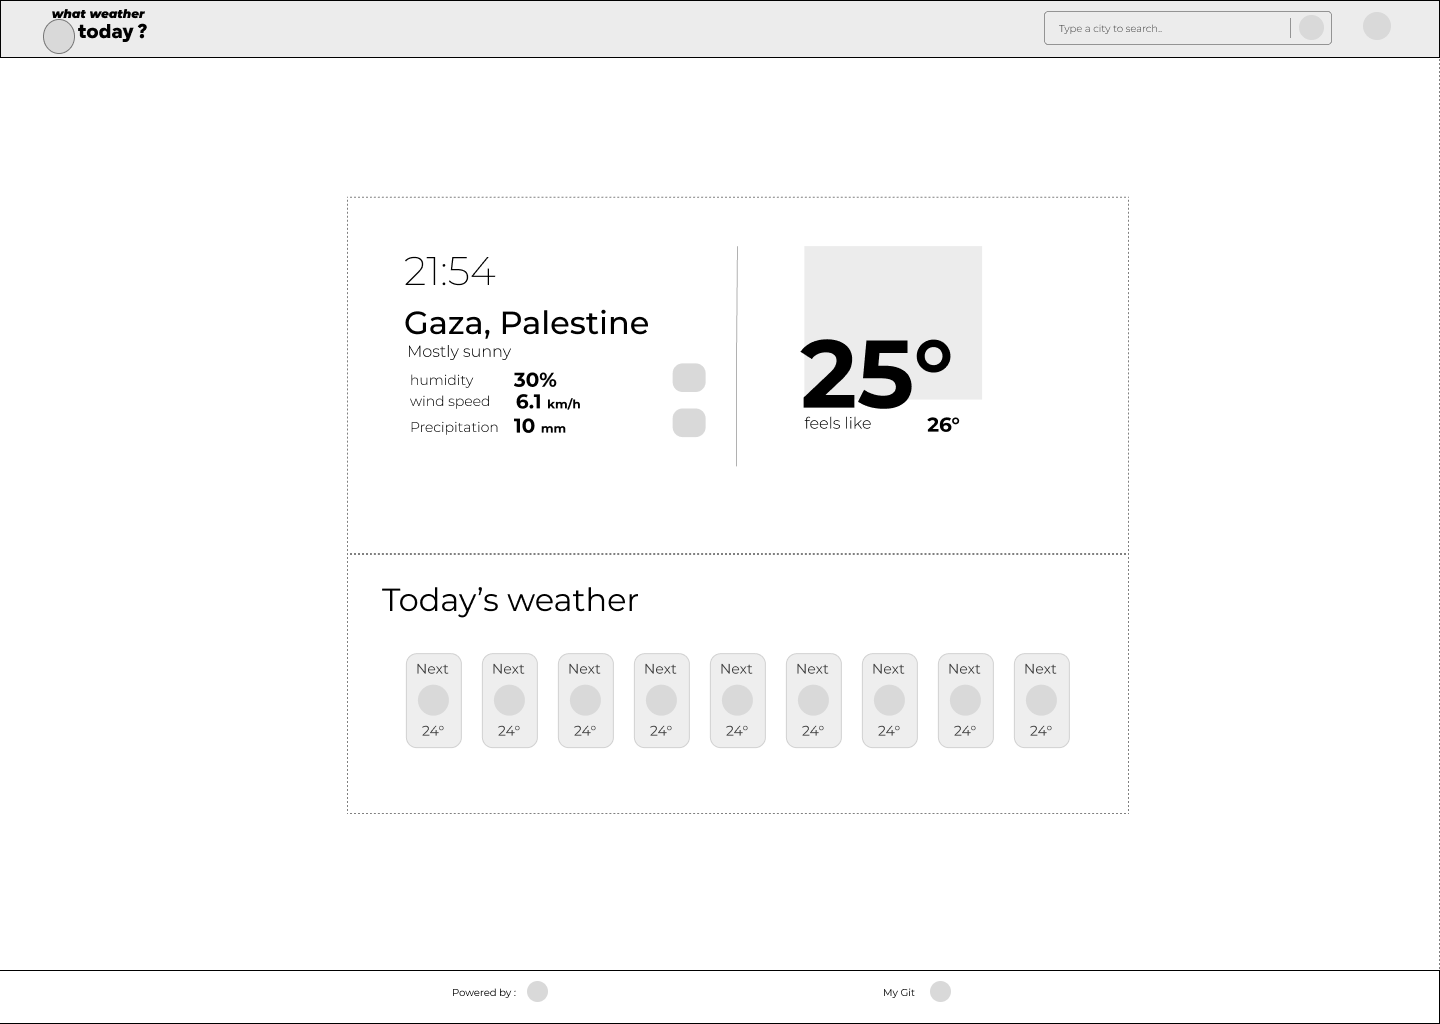 what weather
today ?
Type a city to search..
21:54
Gaza, Palestine
Mostly sunny
humidity 30%
wind speed 6.1 km/h
Precipitation 10 mm
25°
feels like 26°
Today’s weather
Next Next Next Next Next Next Next Next Next
24° 24° 24° 24° 24° 24° 24° 24° 24°
Powered by : My Git